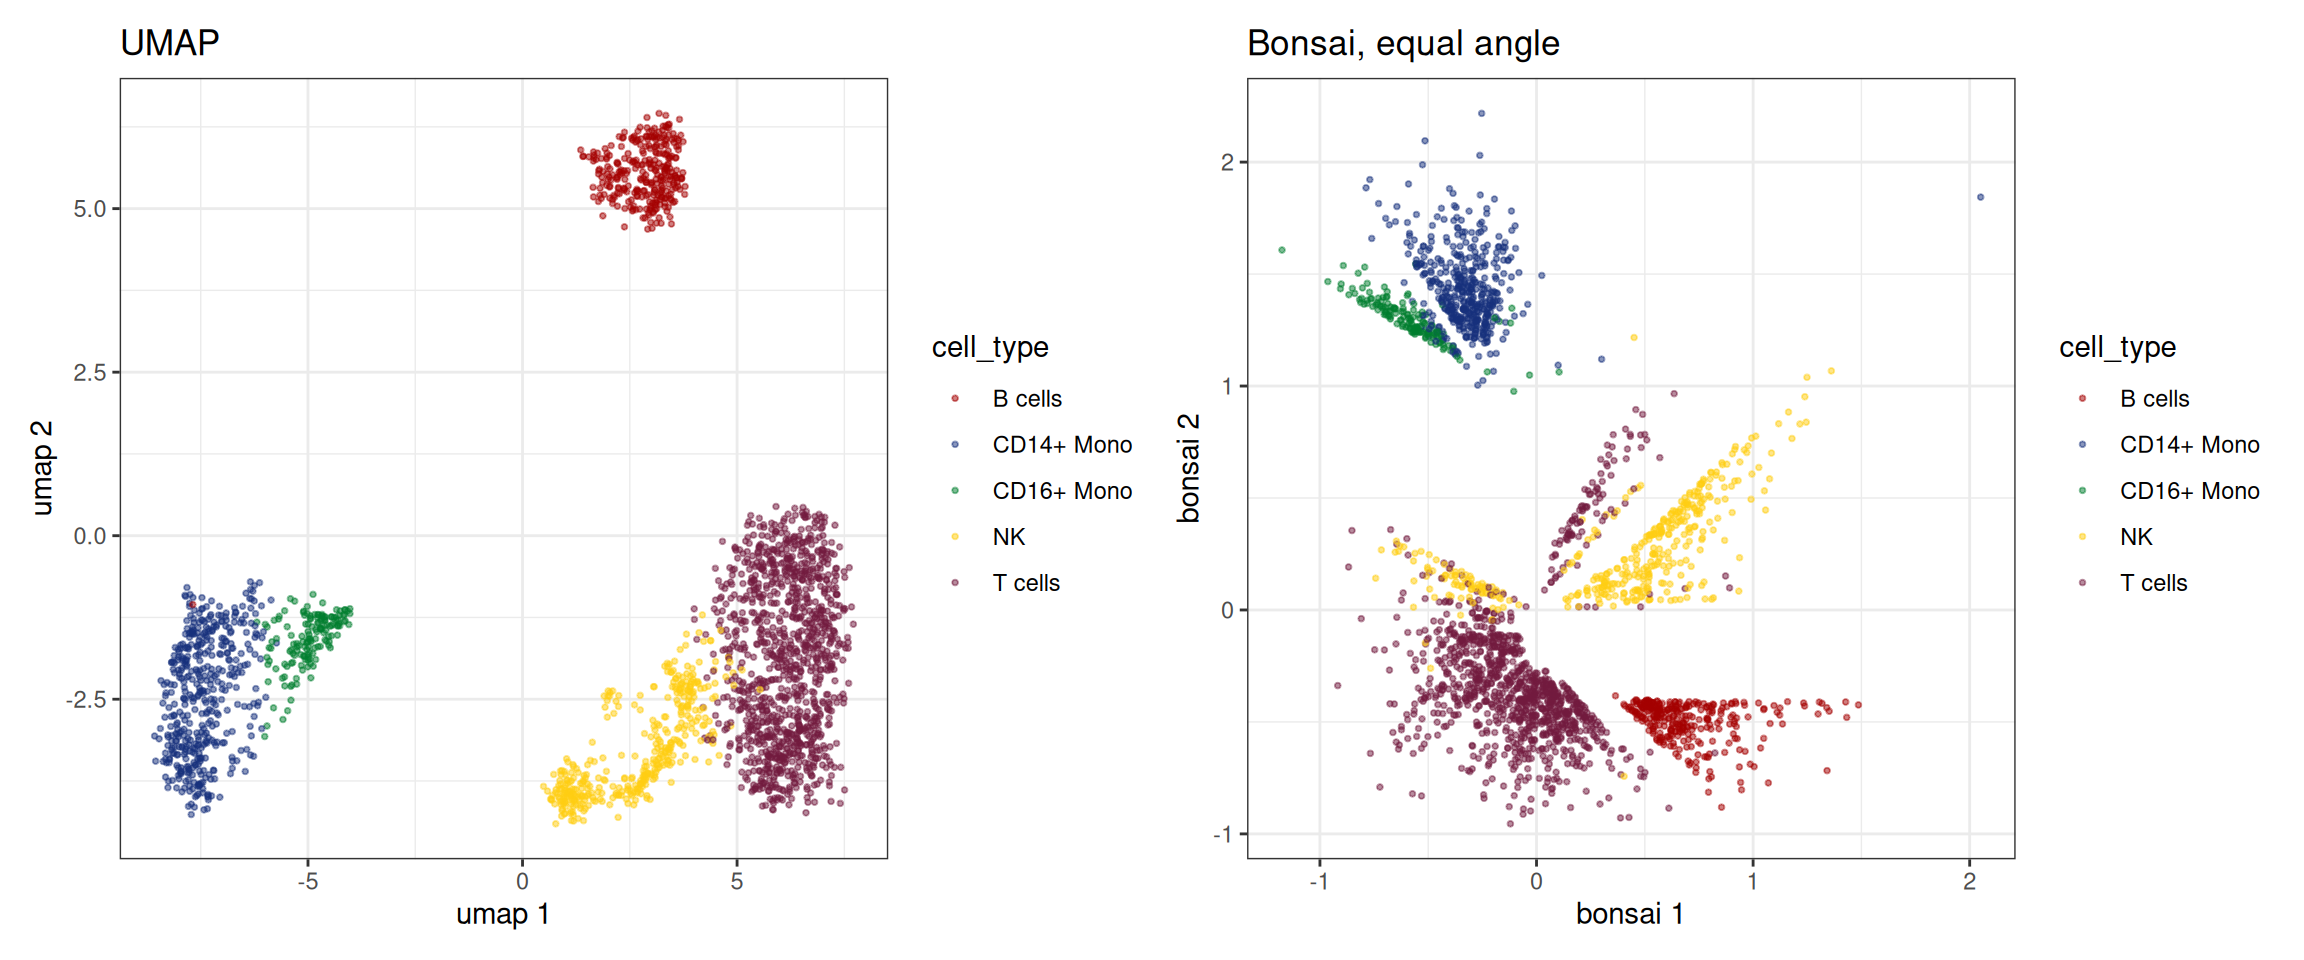 UMAP
umap 2
5.0
2.5
0.0
-2.5
-5
0
5
umap 1
cell_type
B cells
CD14+ Mono
CD16+ Mono
NK
T cells
Bonsai, equal angle
bonsai 2
2
1
0
-1
-1
0
1
2
bonsai 1
cell_type
B cells
CD14+ Mono
CD16+ Mono
NK
T cells